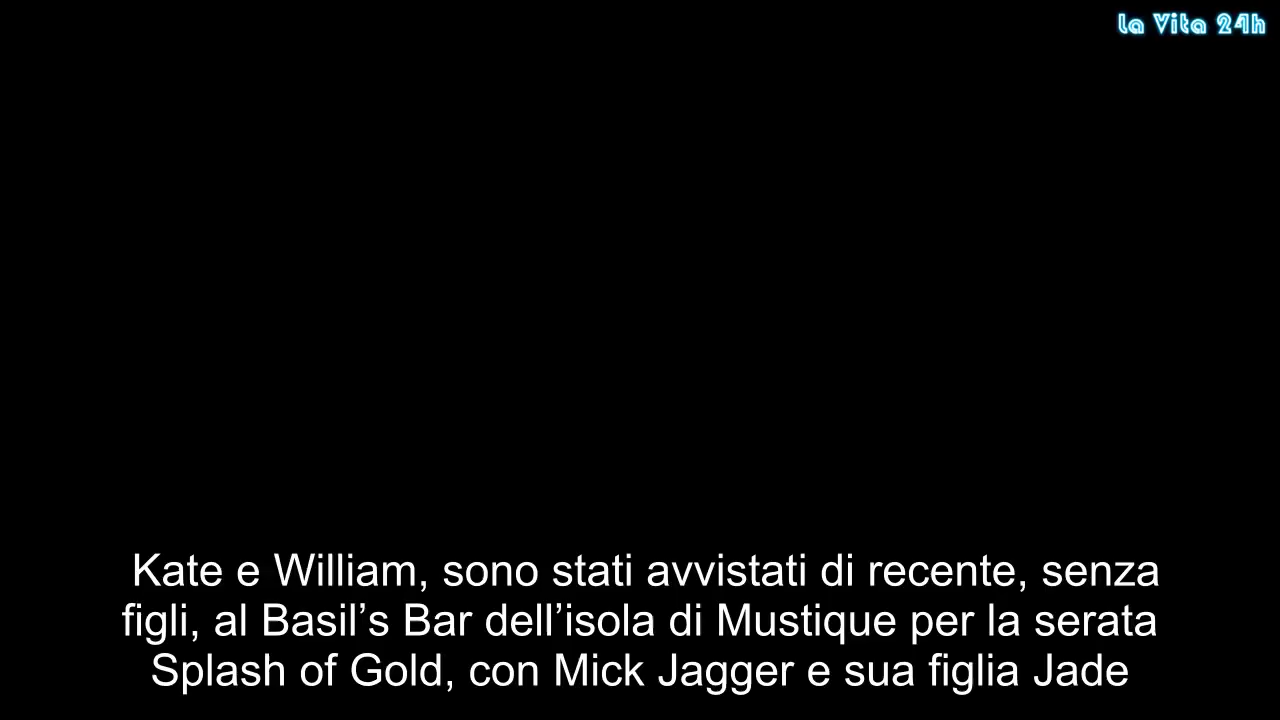 La Vita 24h
Kate e William, sono stati avvistati di recente, senza
figli, al Basil’s Bar dell’isola di Mustique per la serata
Splash of Gold, con Mick Jagger e sua figlia Jade